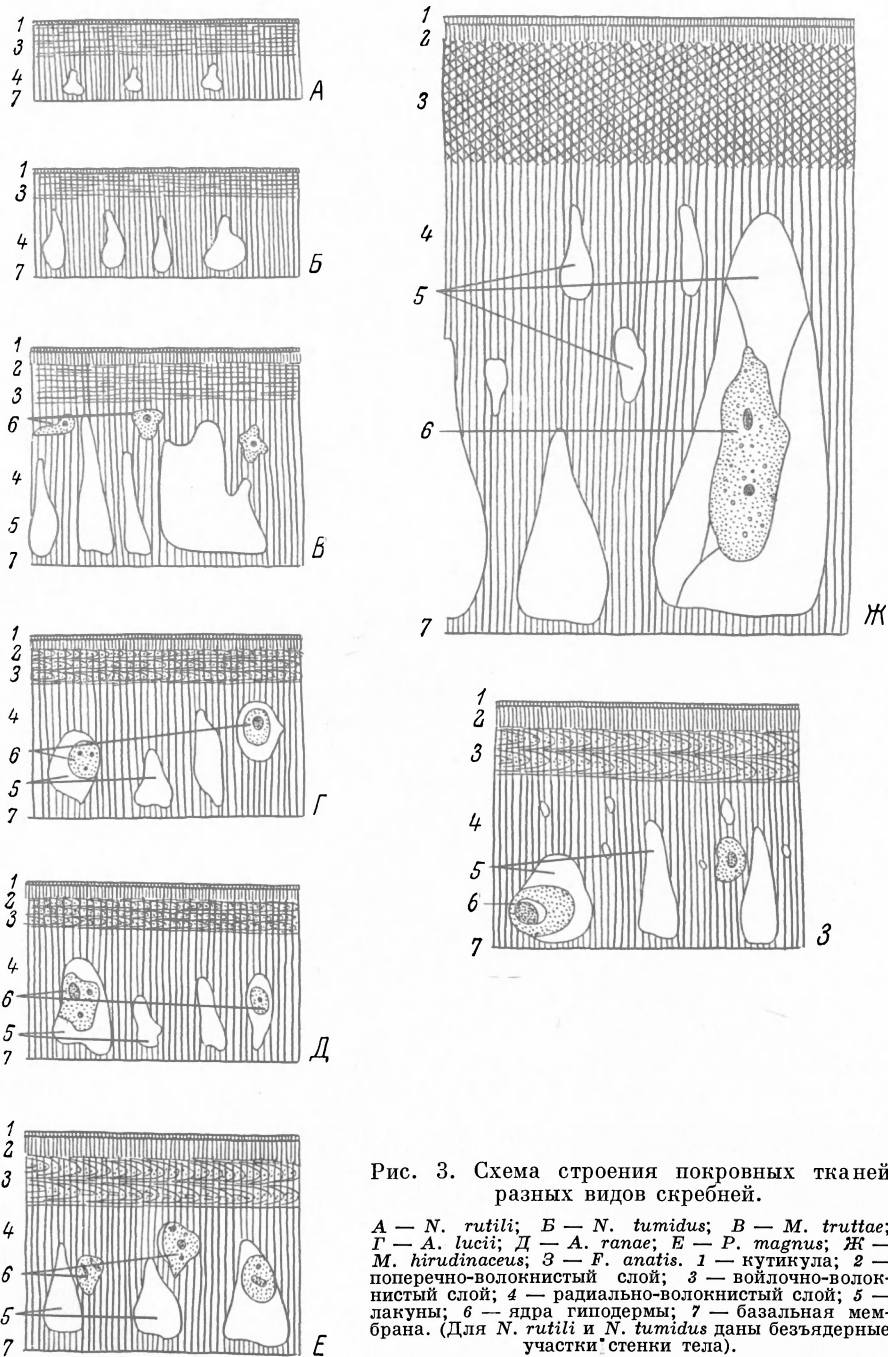 1
3
4
7
А
1
3
4
7
Б
1
2
3
6
4
5
7
В
1
2
3
4
6
5
7
Г
1
2
3
4
6
5
7
Д
1
2
3
4
6
5
7
Е
1
2
3
4
5
6
7
Ж
1
2
3
4
5
6
7
З
Рис. 3. Схема строения покровных тканей
разных видов скребней.
А — N. rutili; Б — N. tumidus; В — M. truttae;
Г — A. lucii; Д — A. ranae; Е — P. magnus; Ж —
M. hirudinaceus; З — F. anatis. 1 — кутикула; 2 —
поперечно-волокнистый слой; 3 — войлочно-волок-
нистый слой; 4 — радиально-волокнистый слой; 5 —
лакуны; 6 — ядра гиподермы; 7 — базальная мем-
брана. (Для N. rutili и N. tumidus даны безъядерные
участки стенки тела).